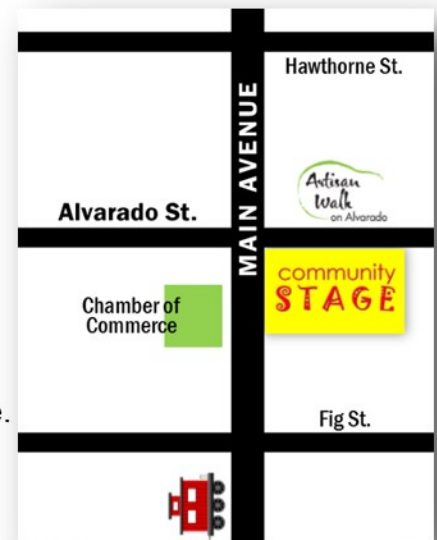 Hawthorne St.
MAIN AVENUE
Artisan
Walk
on Alvarado
Alvarado St.
community
STAGE
Chamber of
Commerce
Fig St.